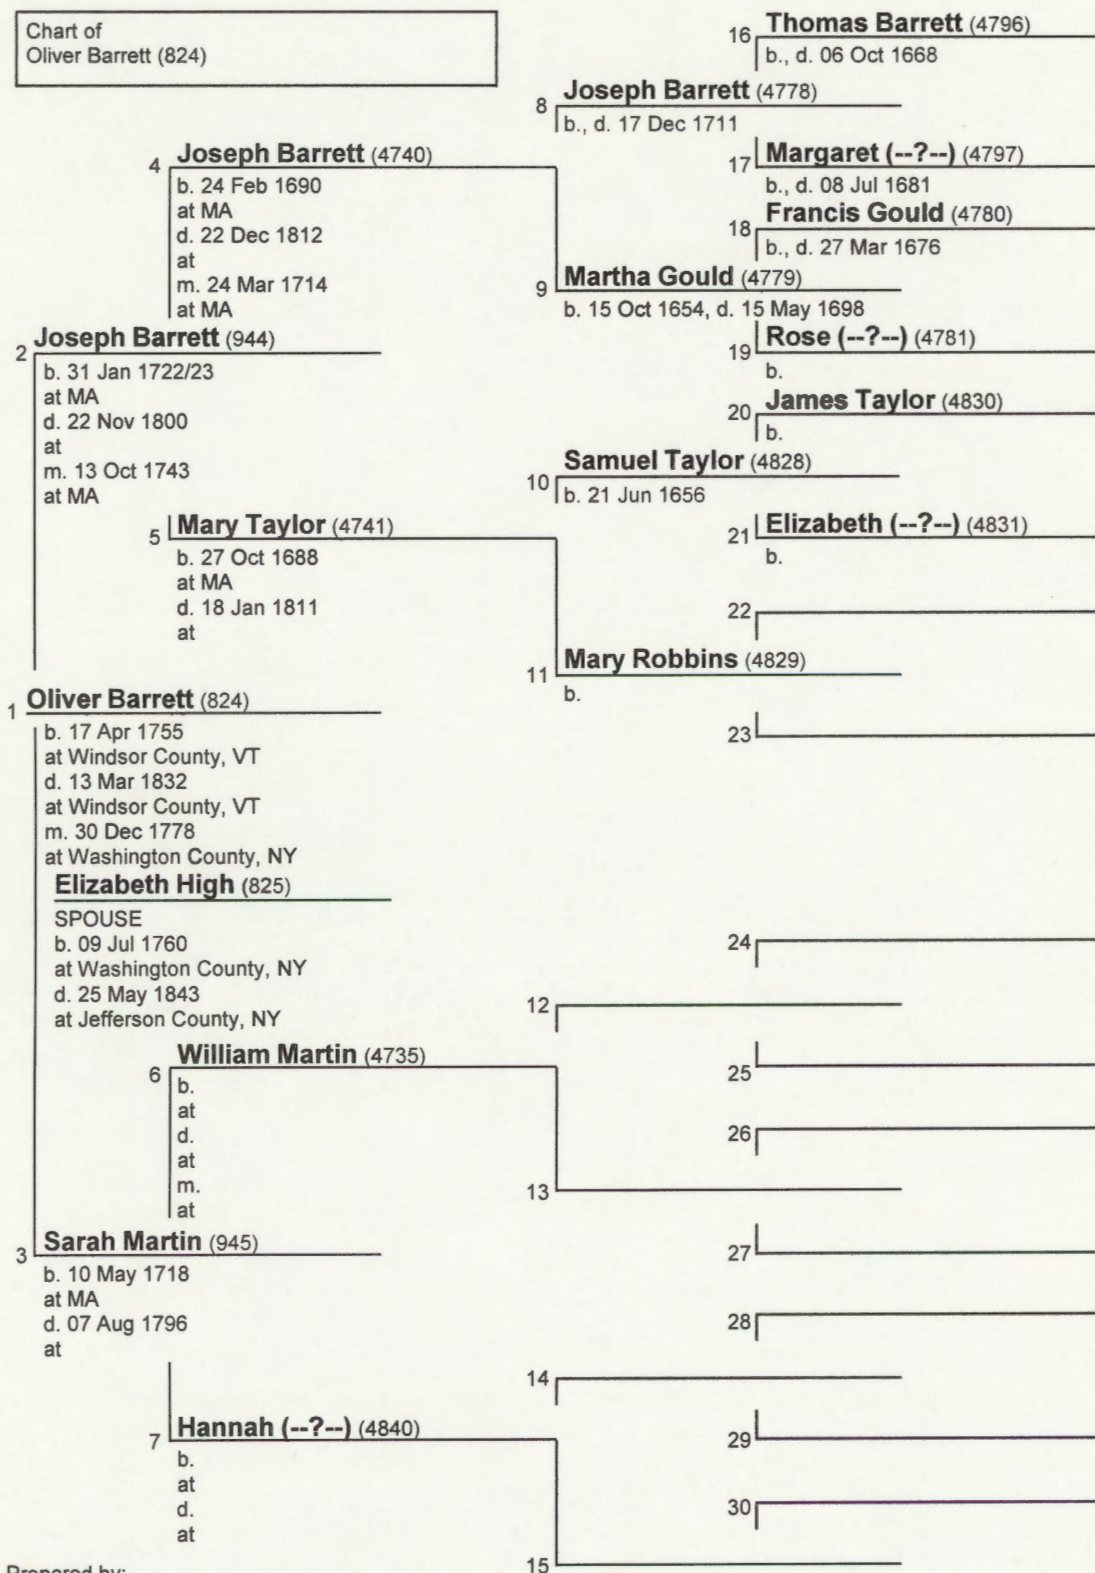 Chart of
Oliver Barrett (824)
16 Thomas Barrett (4796)
b., d. 06 Oct 1668
8 Joseph Barrett (4778)
b., d. 17 Dec 1711
4 Joseph Barrett (4740)
b. 24 Feb 1690
at MA
d. 22 Dec 1812
at
m. 24 Mar 1714
at MA
17 Margaret (--?--) (4797)
b., d. 08 Jul 1681
18 Francis Gould (4780)
b., d. 27 Mar 1676
9 Martha Gould (4779)
b. 15 Oct 1654, d. 15 May 1698
2 Joseph Barrett (944)
b. 31 Jan 1722/23
at MA
d. 22 Nov 1800
at
m. 13 Oct 1743
at MA
19 Rose (--?--) (4781)
b.
20 James Taylor (4830)
b.
10 Samuel Taylor (4828)
b. 21 Jun 1656
5 Mary Taylor (4741)
b. 27 Oct 1688
at MA
d. 18 Jan 1811
at
21 Elizabeth (--?--) (4831)
b.
22
11 Mary Robbins (4829)
b.
23
1 Oliver Barrett (824)
b. 17 Apr 1755
at Windsor County, VT
d. 13 Mar 1832
at Windsor County, VT
m. 30 Dec 1778
at Washington County, NY
Elizabeth High (825)
SPOUSE
b. 09 Jul 1760
at Washington County, NY
d. 25 May 1843
at Jefferson County, NY
24
12
6 William Martin (4735)
b.
at
d.
at
m.
at
25
26
13
3 Sarah Martin (945)
b. 10 May 1718
at MA
d. 07 Aug 1796
at
27
28
14
7 Hannah (--?--) (4840)
b.
at
d.
at
29
30
15
Prepared by: